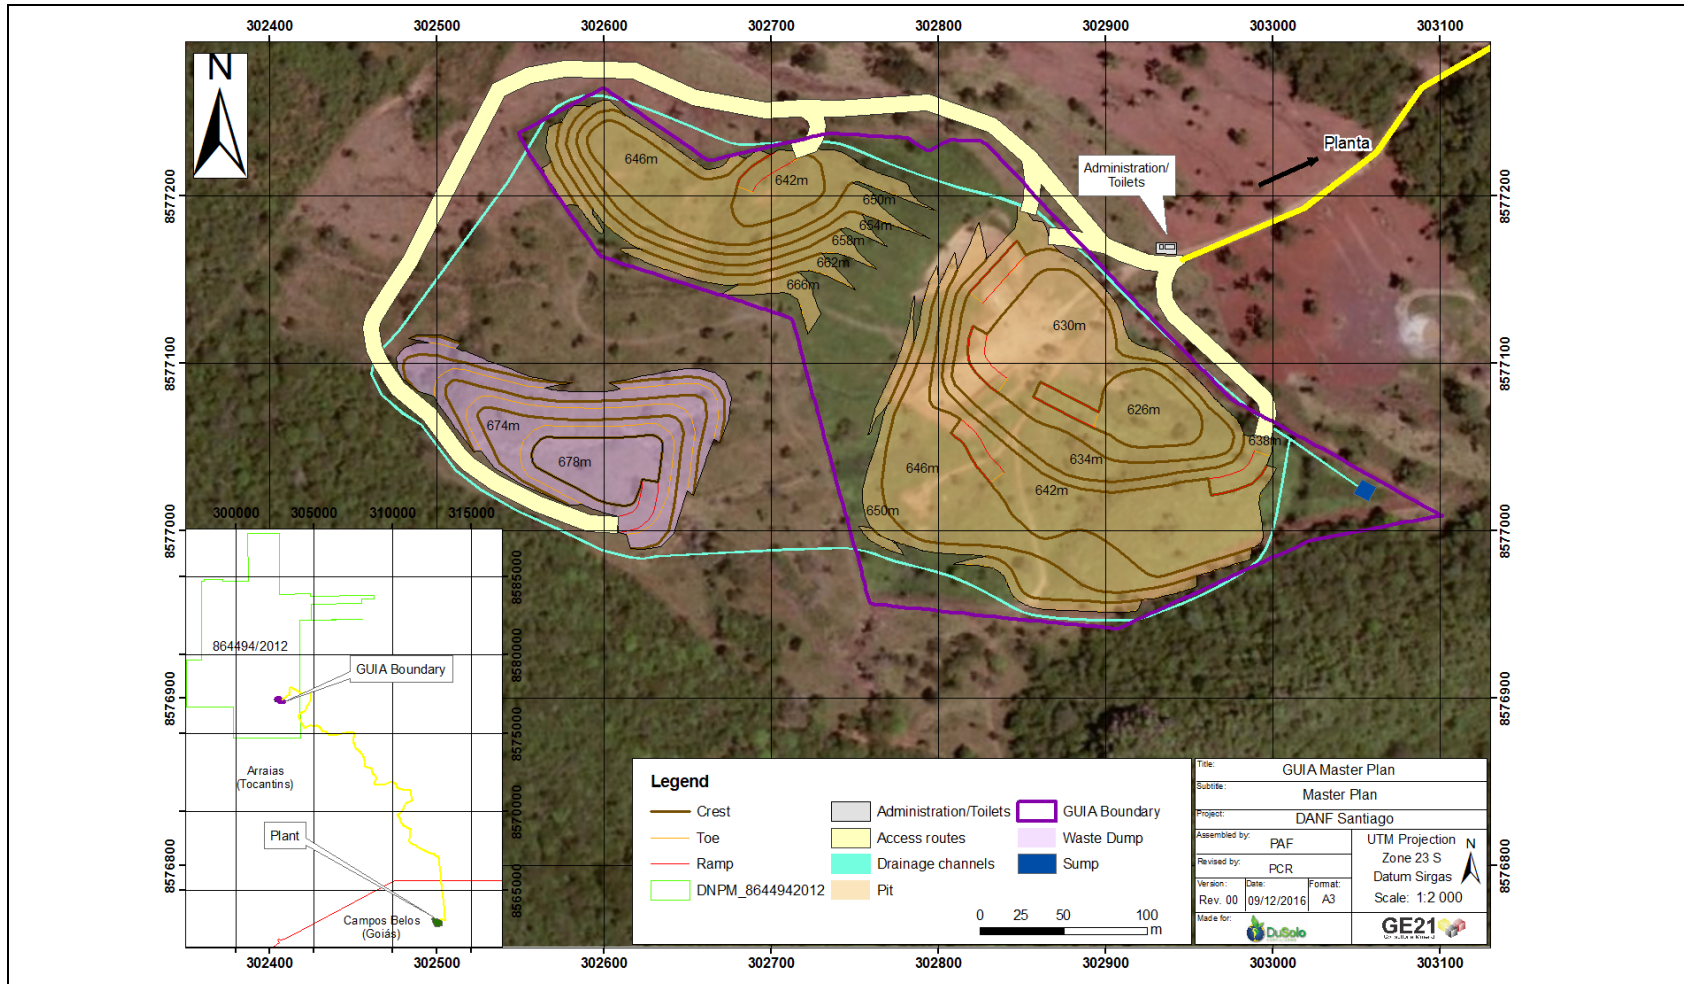 302400 302500 302600 302700 302800 302900 303000 303100
N
8577200
8577100
8577000
8576900
8576800
8577200
8577100
8577000
8576900
8576800
Planta
Administration/
Toilets
646m
642m
650m
654m
658m
662m
666m
630m
626m
638m
634m
646m
642m
650m
674m
678m
300000 305000 310000 315000
8585000
8580000
8575000
8570000
8565000
864494/2012
GUIA Boundary
Arraias
(Tocantins)
Plant
Campos Belos
(Goiás)
Legend
Crest
Toe
Ramp
DNPM_8644942012
Administration/Toilets
Access routes
Drainage channels
Pit
GUIA Boundary
Waste Dump
Sump
0 25 50 100
m
Title:
GUIA Master Plan
Subtitle:
Master Plan
Project:
DANF Santiago
Assembled by:
PAF
Revised by:
PCR
Version:
Rev. 00
Date:
09/12/2016
Format:
A3
UTM Projection
Zone 23 S
Datum Sirgas
Scale: 1:2 000
N
Made for:
DuSolo
GE21
302400 302500 302600 302700 302800 302900 303000 303100